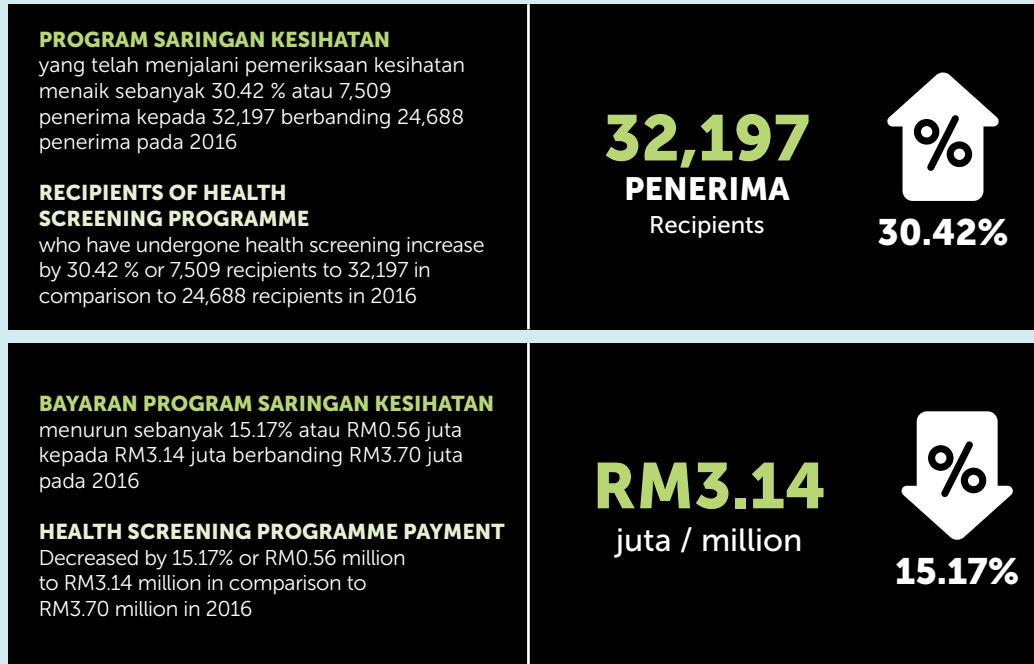 PROGRAM SARINGAN KESIHATAN
yang telah menjalani pemeriksaan kesihatan
menaik sebanyak 30.42 % atau 7,509
penerima kepada 32,197 berbanding 24,688
penerima pada 2016
RECIPIENTS OF HEALTH
SCREENING PROGRAMME
who have undergone health screening increase
by 30.42 % or 7,509 recipients to 32,197 in
comparison to 24,688 recipients in 2016
32,197
PENERIMA
Recipients
%
30.42%
BAYARAN PROGRAM SARINGAN KESIHATAN
menurun sebanyak 15.17% atau RM0.56 juta
kepada RM3.14 juta berbanding RM3.70 juta
pada 2016
HEALTH SCREENING PROGRAMME PAYMENT
Decreased by 15.17% or RM0.56 million
to RM3.14 million in comparison to
RM3.70 million in 2016
RM3.14
juta / million
%
15.17%